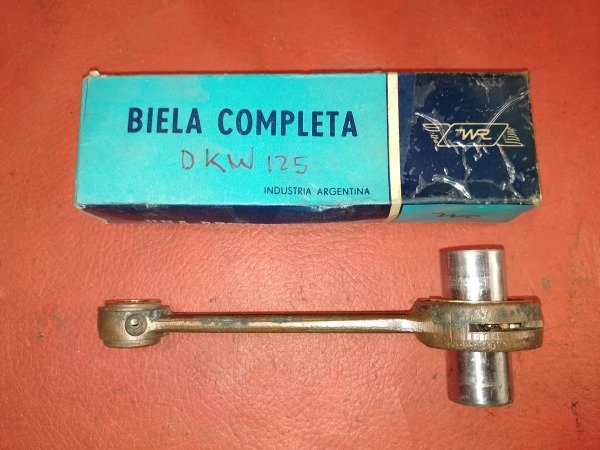 BIELA COMPLETA
DKW 125
INDUSTRIA ARGENTINA